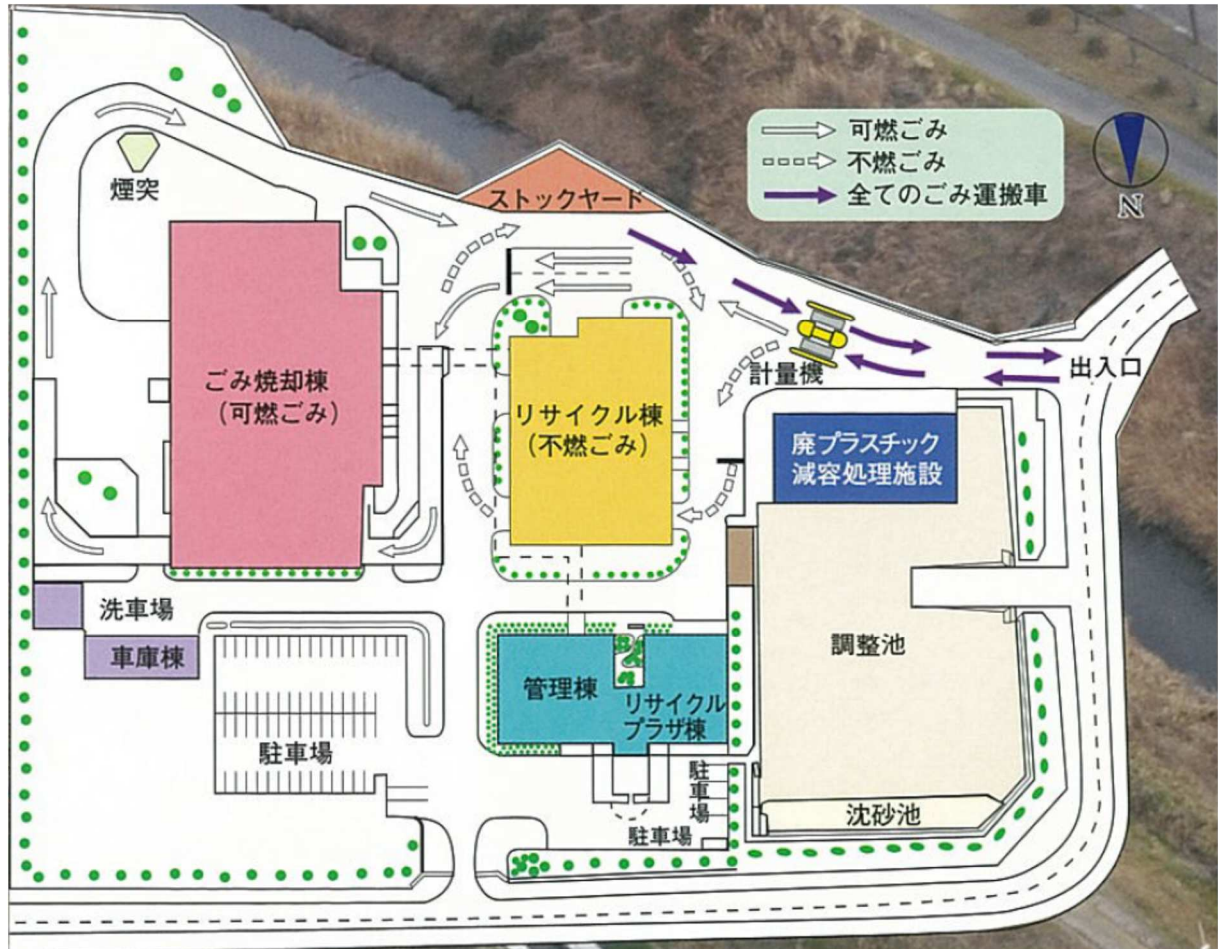 可燃ごみ
不燃ごみ
全てのごみ運搬車
N
煙突
ストックヤード
計量機
出入口
ごみ焼却棟
(可燃ごみ)
リサイクル棟
(不燃ごみ)
廃プラスチック
減容処理施設
洗車場
車庫棟
調整池
管理棟
リサイクル
プラザ棟
駐車場
駐
車
場
駐車場
沈砂池